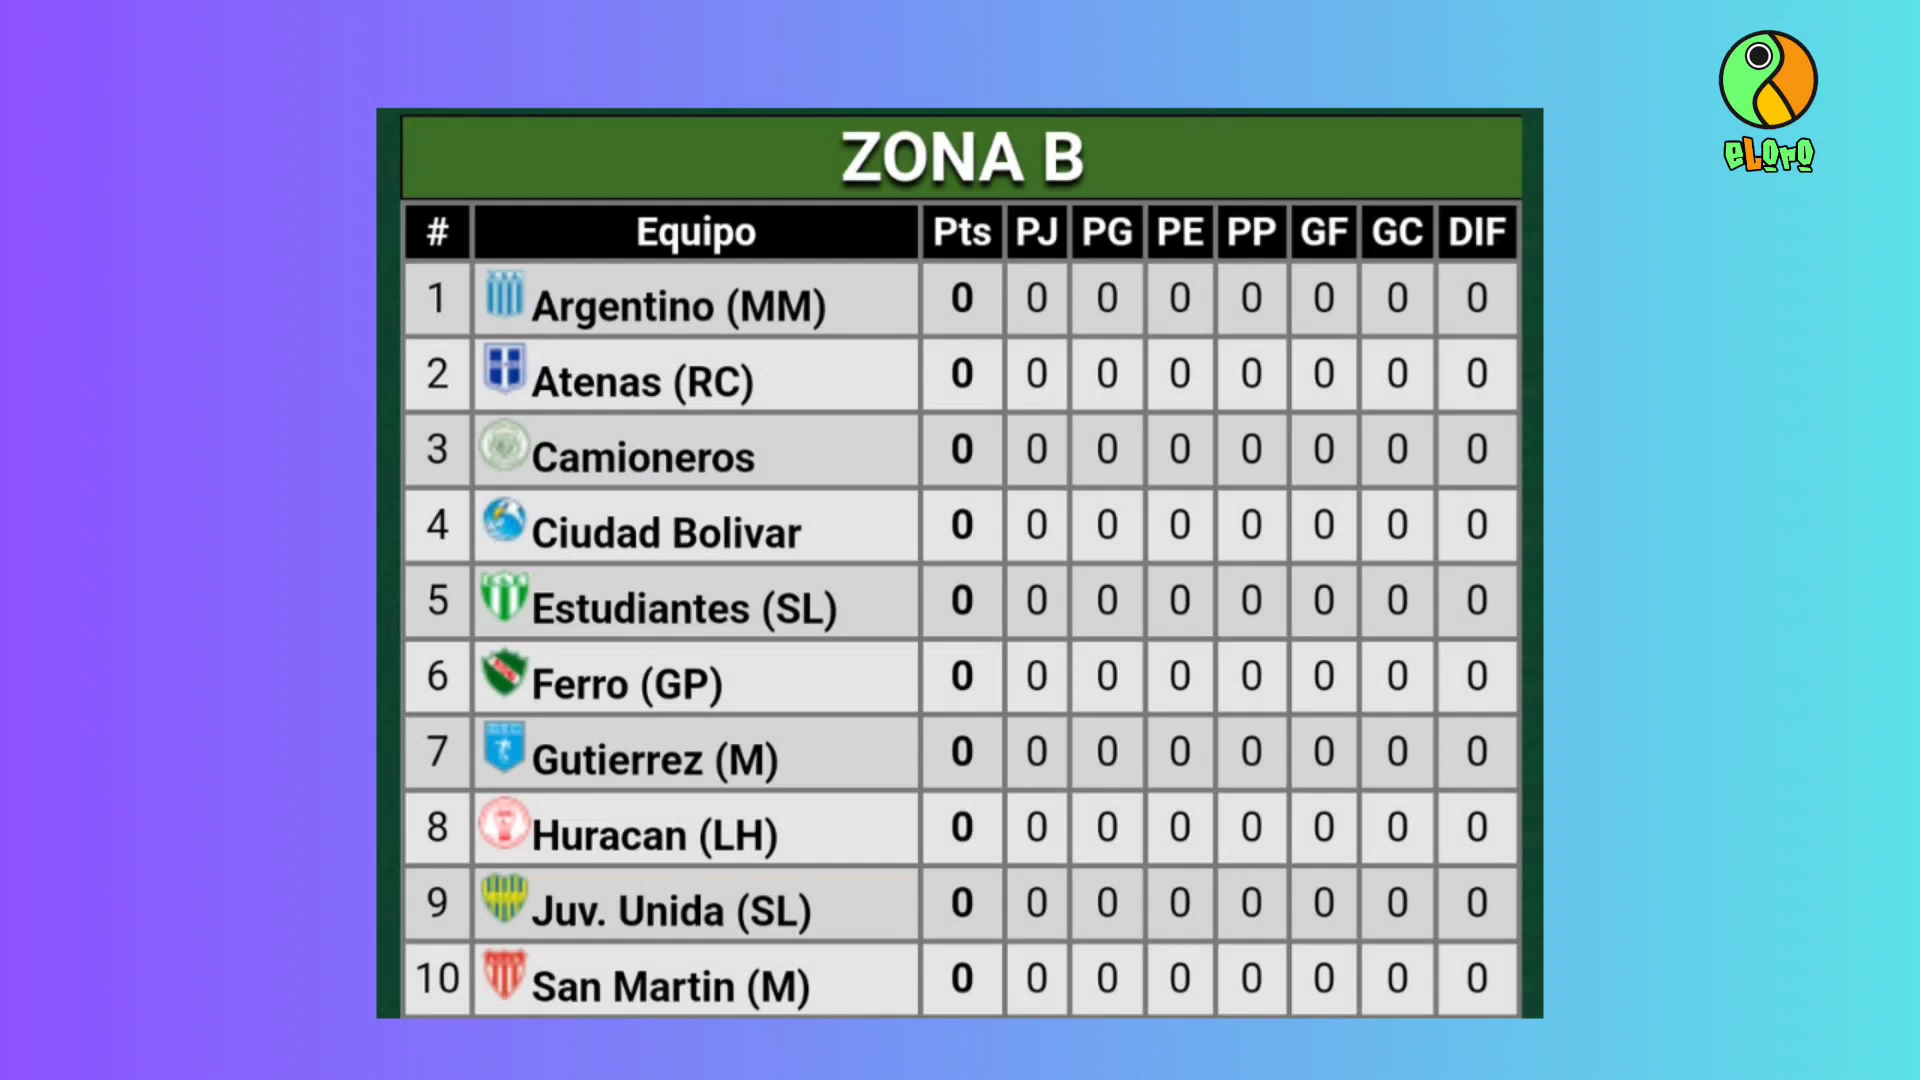 eLoro
ZONA B
# Equipo Pts PJ PG PE PP GF GC DIF
1 Argentino (MM) 0 0 0 0 0 0 0 0
2 Atenas (RC) 0 0 0 0 0 0 0 0
3 Camioneros 0 0 0 0 0 0 0 0
4 Ciudad Bolivar 0 0 0 0 0 0 0 0
5 Estudiantes (SL) 0 0 0 0 0 0 0 0
6 Ferro (GP) 0 0 0 0 0 0 0 0
7 Gutierrez (M) 0 0 0 0 0 0 0 0
8 Huracan (LH) 0 0 0 0 0 0 0 0
9 Juv. Unida (SL) 0 0 0 0 0 0 0 0
10 San Martin (M) 0 0 0 0 0 0 0 0